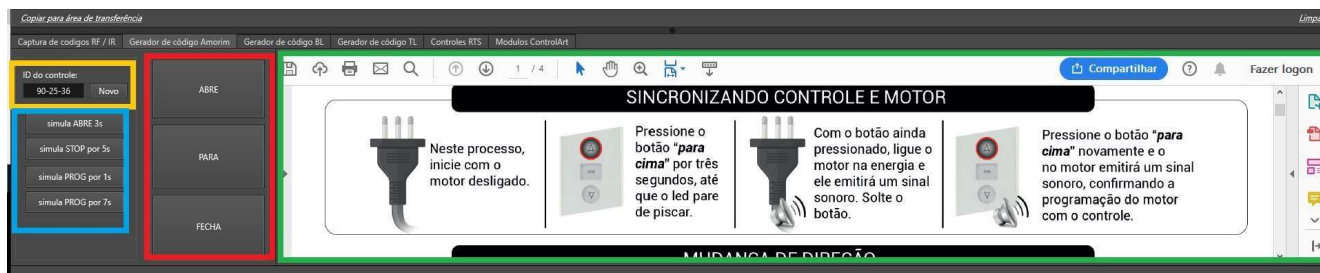 Copiar para área de transferência
Limpa
Captura de codigos RF / IR
Gerador de código Amorim
Gerador de código BL
Gerador de código TL
Controles RTS
Modulos ControlArt
ID do controle:
90-25-36
Novo
simula ABRE 3s
simula STOP por 5s
simula PROG por 1s
simula PROG por 7s
ABRE
PARA
FECHA
1 / 4
Compartilhar
Fazer logon
SINCRONIZANDO CONTROLE E MOTOR
Neste processo,
inicie com o
motor desligado.
Pressione o
botão "para
cima" por três
segundos, até
que o led pare
de piscar.
Com o botão ainda
pressionado, ligue o
motor na energia e
ele emitirá um sinal
sonoro. Solte o
botão.
Pressione o botão "para
cima" novamente e o
no motor emitirá um sinal
sonoro, confirmando a
programação do motor
com o controle.
MUDANÇA DE DIREÇÃO